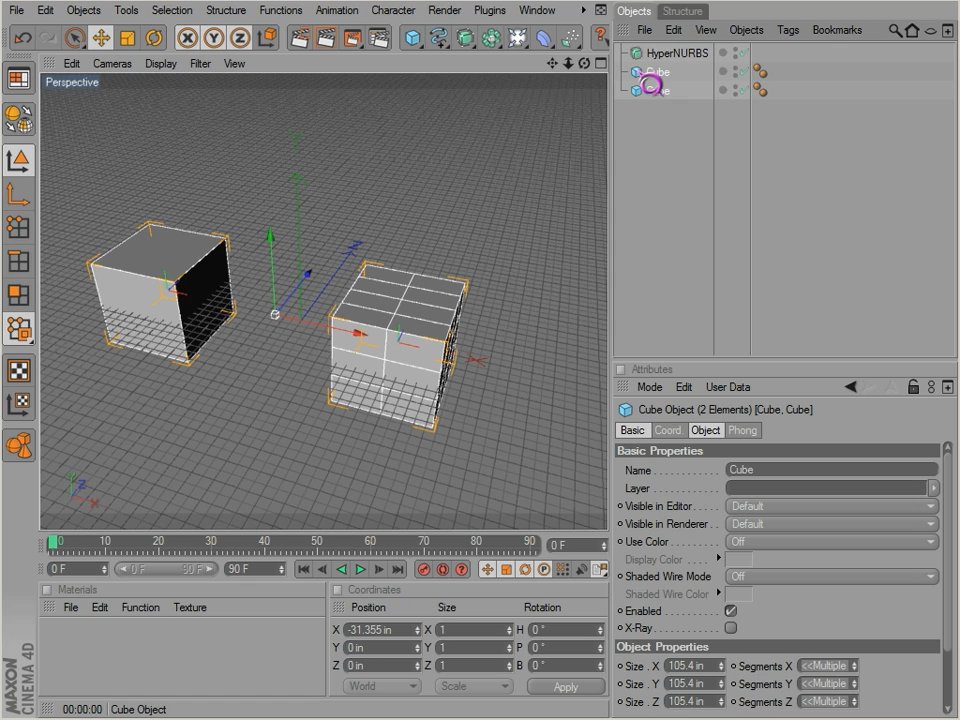 File Edit Objects Tools Selection Structure Functions Animation Character Render Plugins Window
Objects Structure
File Edit View Objects Tags Bookmarks
Edit Cameras Display Filter View
Perspective
HyperNURBS
Cube
Cube
Y
Z
X
Z
X
Attributes
Mode Edit User Data
Cube Object (2 Elements) [Cube, Cube]
Basic Coord. Object Phong
Basic Properties
Name Cube
Layer
Visible in Editor Default
Visible in Renderer Default
Use Color Off
Display Color
Shaded Wire Mode Off
Shaded Wire Color
Enabled
X-Ray
Object Properties
Size . X 105.4 in Segments X <<Multiple
Size . Y 105.4 in Segments Y <<Multiple
Size . Z 105.4 in Segments Z <<Multiple
0 10 20 30 40 50 60 70 80 90 0 F
0 F 0 F 90 F 90 F
Materials
File Edit Function Texture
Coordinates
Position Size Rotation
X -31.355 in X 1 H 0 °
Y 0 in Y 1 P 0 °
Z 0 in Z 1 B 0 °
World Scale Apply
MAXON
CINEMA 4D
00:00:00 Cube Object